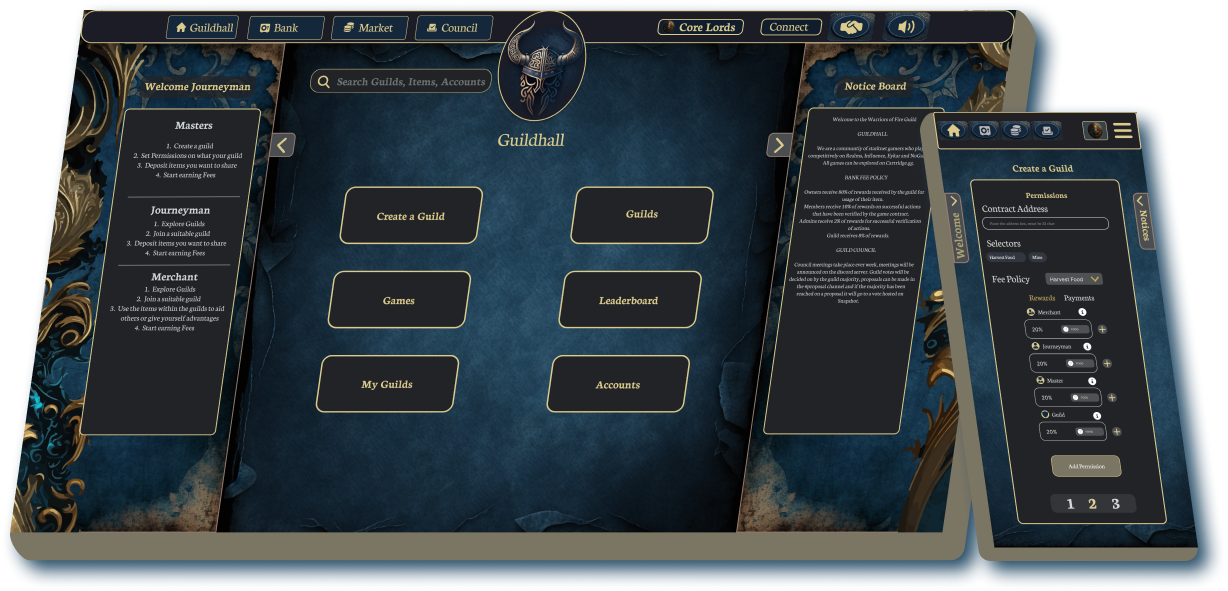 Guildhall
Bank
Market
Council
Core Lords
Connect
Search Guilds, Items, Accounts
Guildhall
Welcome Journeyman
Masters
1. Create a guild
2. Set Permissions on what your guild
3. Deposit items you want to share
4. Start earning Fees
Journeyman
1. Explore Guilds
2. Join a suitable guild
3. Deposit items you want to share
4. Start earning Fees
Merchant
1. Explore Guilds
2. Join a suitable guild
3. Use the items within the guilds to aid
others or give yourself advantages
4. Start earning Fees
Create a Guild
Guilds
Games
Leaderboard
My Guilds
Accounts
Notice Board
Welcome to the Warriors of Fire Guild
GUILDHALL
We are a community of starknet gamers who play
competitively on Realms, Influence, Eykar and NoGa
All games can be explored on Cartridge.gg.
BANK FEE POLICY
Owners receive 80% of rewards received by the guild for
usage of their item.
Members receive 10% of rewards on successful actions
that have been verified by the game contract.
Admins receive 2% of rewards for successful verification
of actions.
Guild receives 8% of rewards.
GUILD COUNCIL
Council meetings take place every week, meetings will be
announced on the discord server. Guild votes will be
decided on by the guild majority, proposals can be made in
the #proposal channel and if the majority has been
reached on a proposal it will go to a vote hosted on
Snapshot.
Create a Guild
Welcome
Notices
Permissions
Contract Address
Selectors
Harvest Food
Mine
Fee Policy
Harvest Food
Rewards
Payments
Merchant
20%
Journeyman
20%
Master
20%
Guild
20%
Add Permission
1 2 3